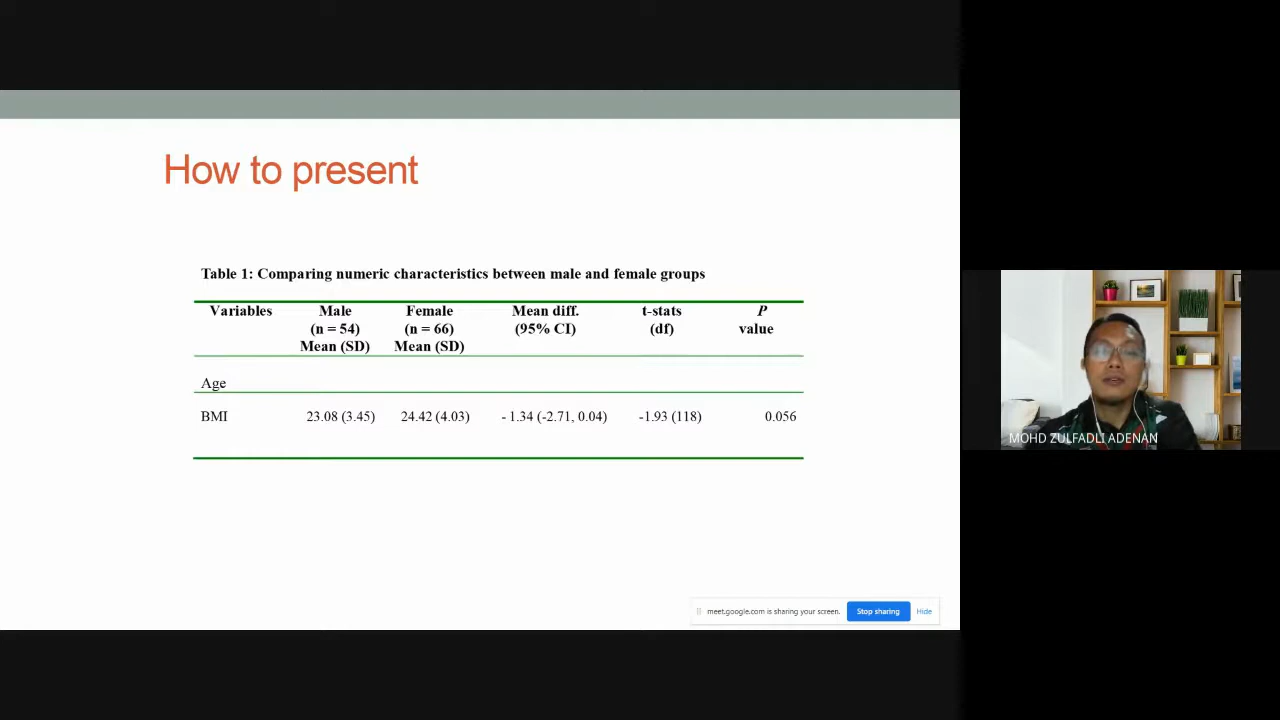 How to present
Table 1: Comparing numeric characteristics between male and female groups
Variables Male Female Mean diff. t-stats P
(n = 54) (n = 66) (95% CI) (df) value
Mean (SD) Mean (SD)
Age
BMI 23.08 (3.45) 24.42 (4.03) - 1.34 (-2.71, 0.04) -1.93 (118) 0.056
MOHD ZULFADLI ADENAN
meet.google.com is sharing your screen. Stop sharing Hide